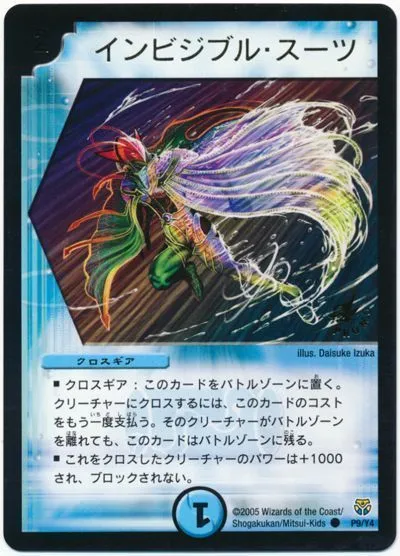 インビジブル・スーツ
illus. Daisuke Izuka
クロスギア
■ クロスギア：このカードをバトルゾーンに置く。
クリーチャーにクロスするには、このカードのコスト
をもう一度支払う。そのクリーチャーがバトルゾーン
を離れても、このカードはバトルゾーンに残る。
■ これをクロスしたクリーチャーのパワーは＋1000
され、ブロックされない。
1
©2005 Wizards of the Coast/
Shogakukan/Mitsui-Kids
P9/Y4